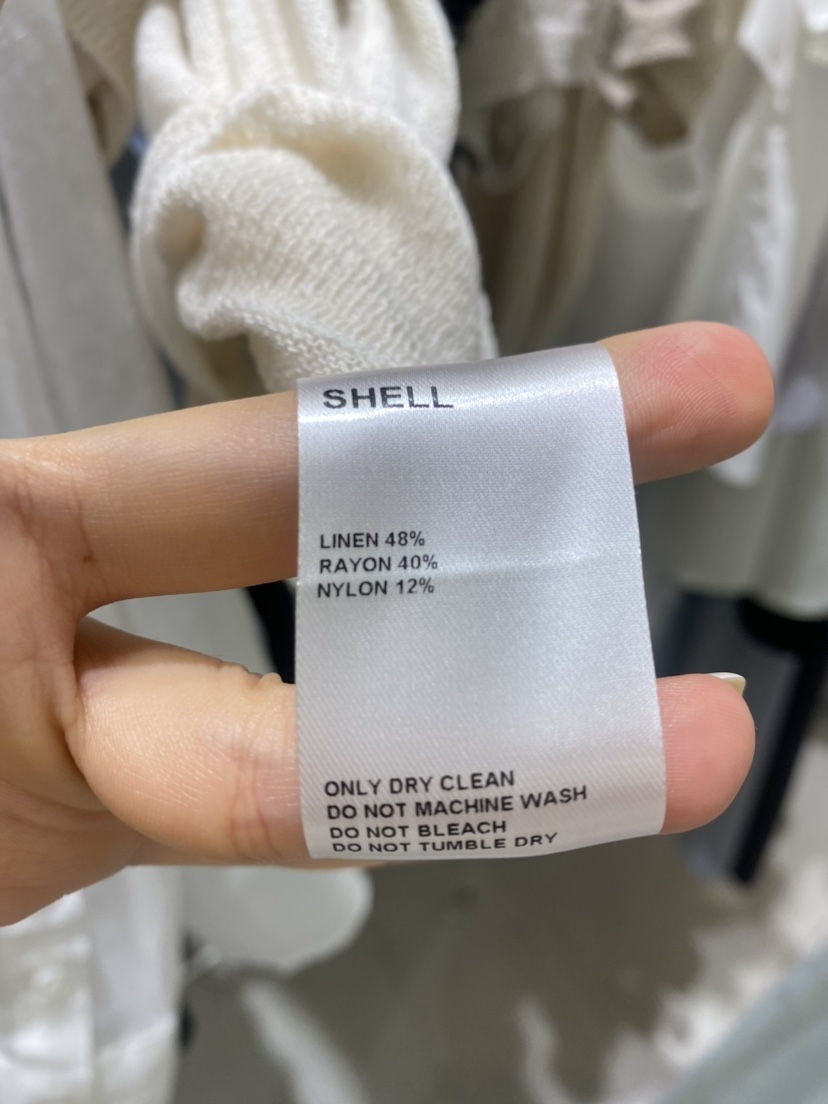 SHELL
LINEN 48%
RAYON 40%
NYLON 12%
ONLY DRY CLEAN
DO NOT MACHINE WASH
DO NOT BLEACH
DO NOT TUMBLE DRY